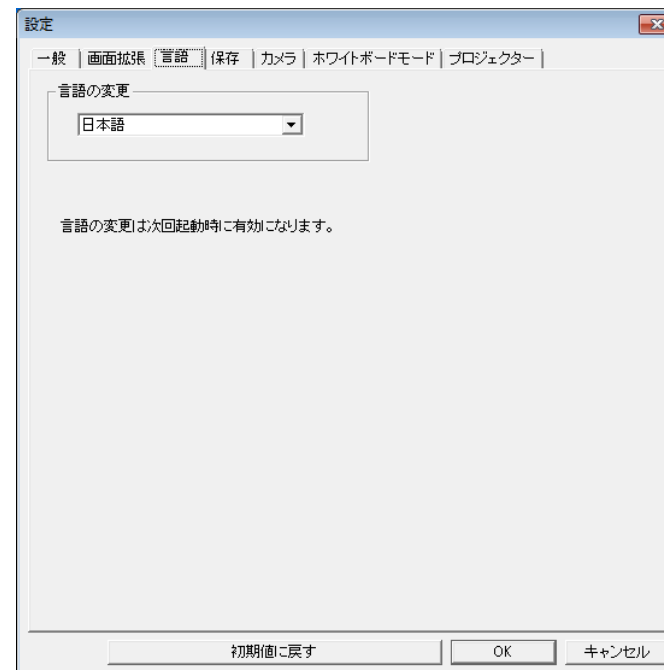 設定
一般 画面拡張 言語 保存 カメラ ホワイトボードモード プロジェクター
言語の変更
日本語
言語の変更は次回起動時に有効になります。
初期値に戻す OK キャンセル